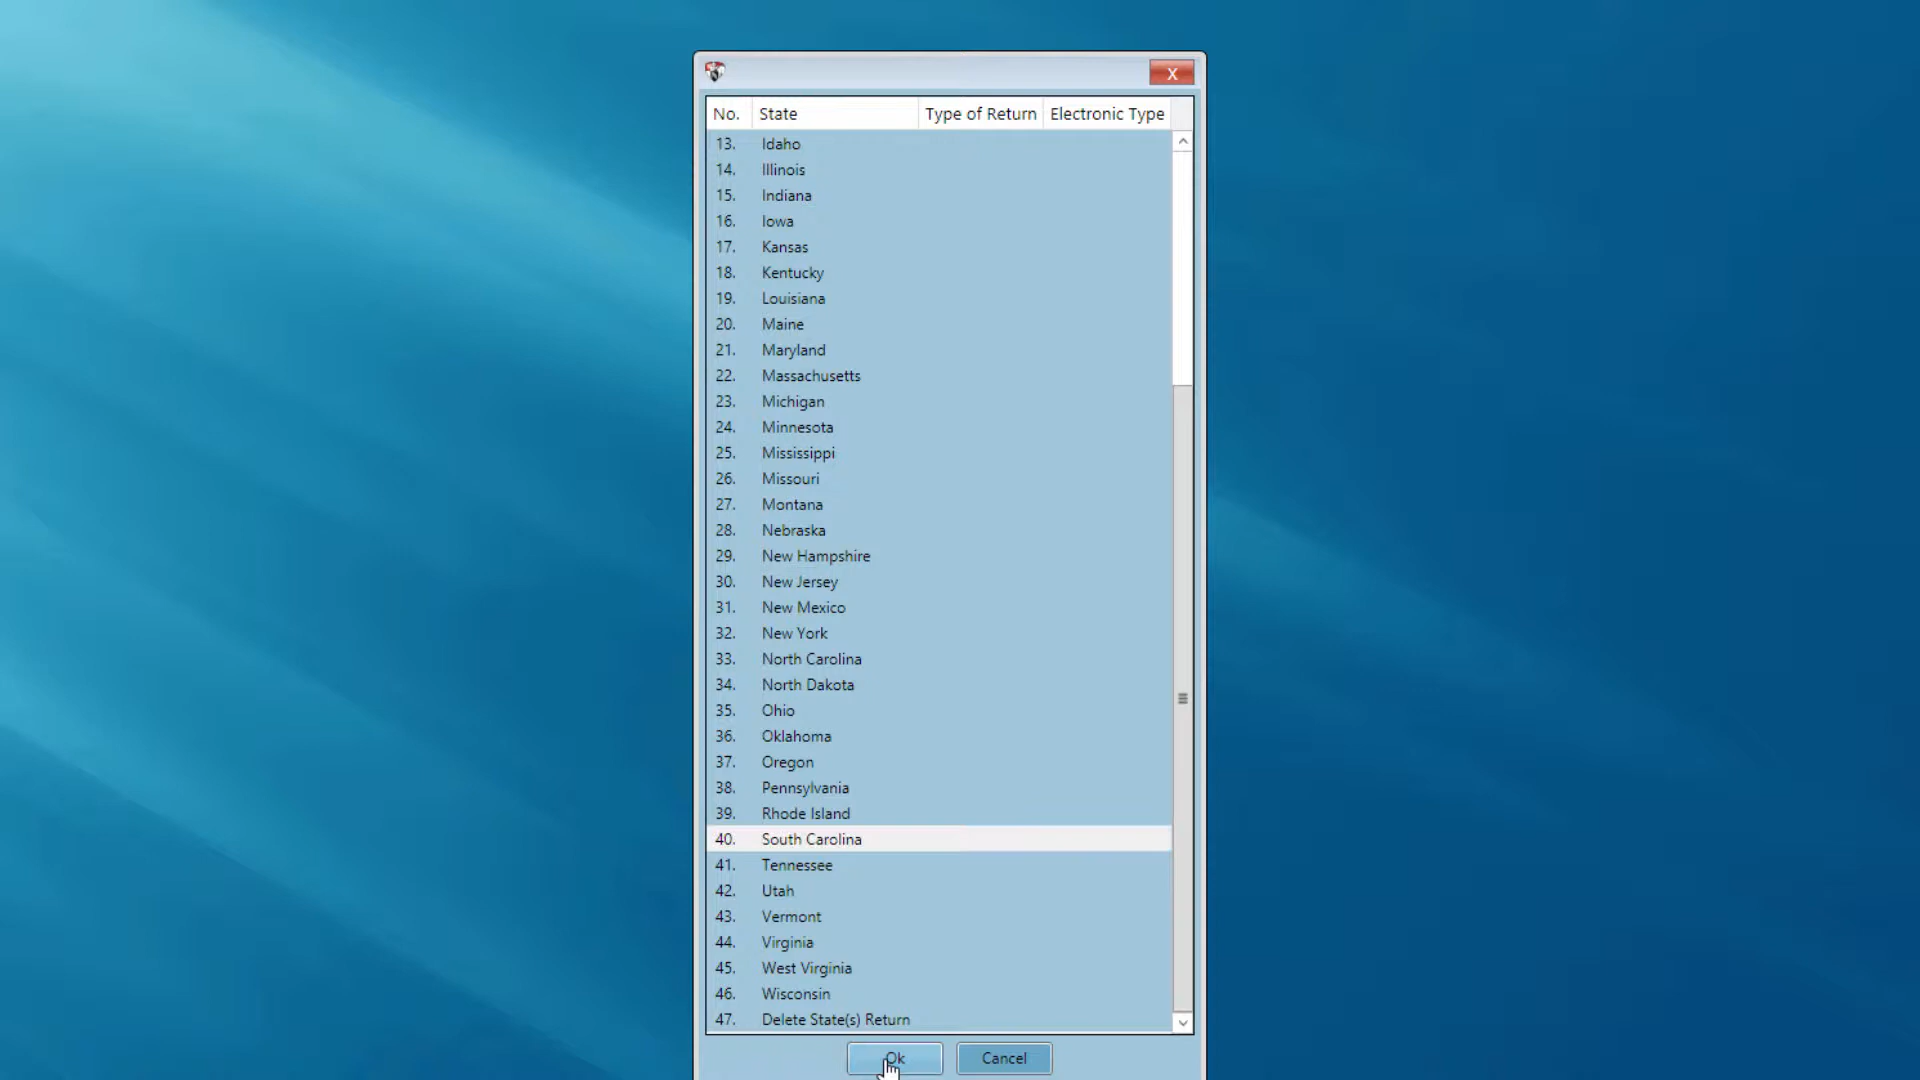 X
No. State Type of Return Electronic Type
13. Idaho
14. Illinois
15. Indiana
16. Iowa
17. Kansas
18. Kentucky
19. Louisiana
20. Maine
21. Maryland
22. Massachusetts
23. Michigan
24. Minnesota
25. Mississippi
26. Missouri
27. Montana
28. Nebraska
29. New Hampshire
30. New Jersey
31. New Mexico
32. New York
33. North Carolina
34. North Dakota
35. Ohio
36. Oklahoma
37. Oregon
38. Pennsylvania
39. Rhode Island
40. South Carolina
41. Tennessee
42. Utah
43. Vermont
44. Virginia
45. West Virginia
46. Wisconsin
47. Delete State(s) Return
Ok Cancel